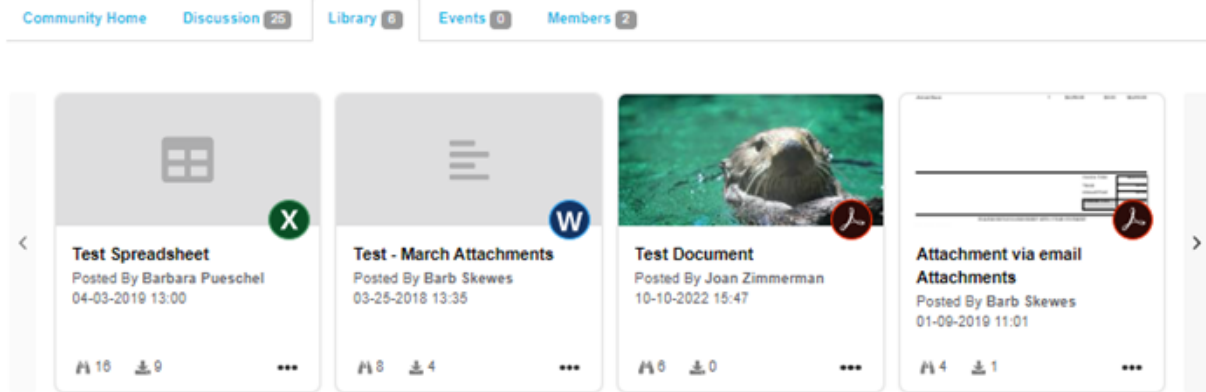 Community Home Discussion 25 Library 6 Events 0 Members 2
X
W
Test Spreadsheet
Posted By Barbara Pueschel
04-03-2019 13:00
16 9
Test - March Attachments
Posted By Barb Skewes
03-25-2018 13:35
8 4
Test Document
Posted By Joan Zimmerman
10-10-2022 15:47
6 0
Attachment via email
Attachments
Posted By Barb Skewes
01-09-2019 11:01
4 1